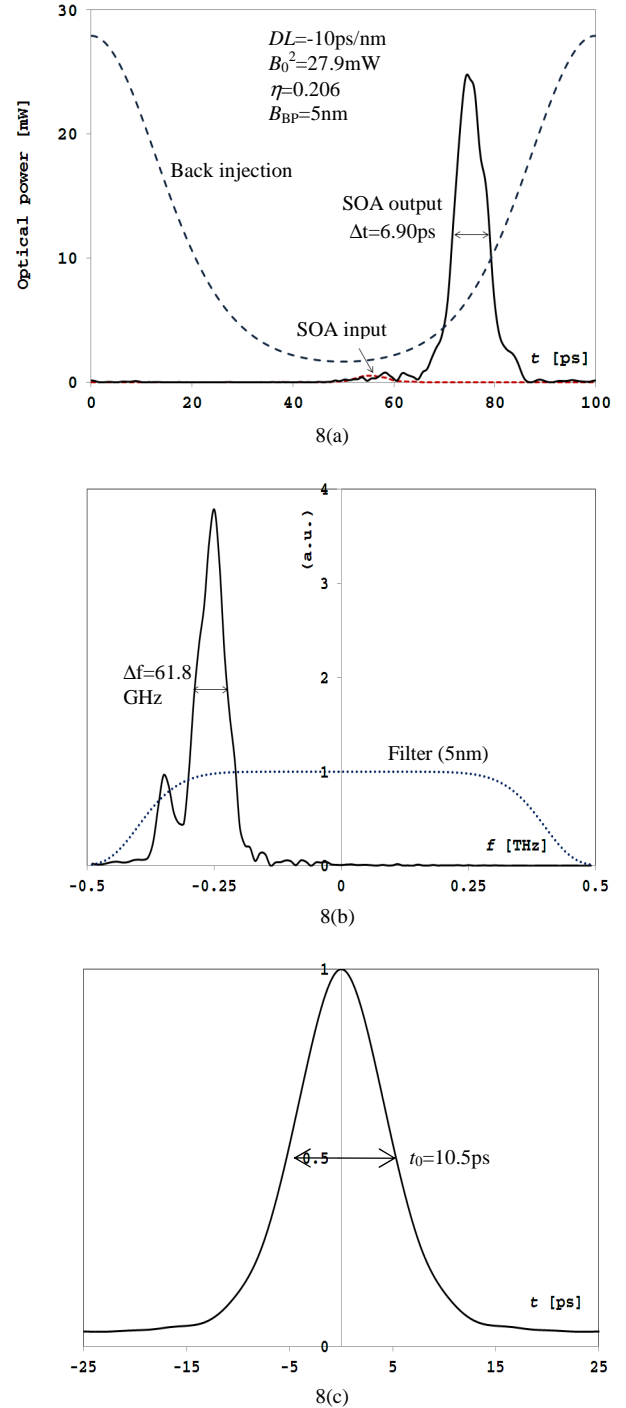 30
20
10
0
Optical power [mW]
DL=-10ps/nm
B₀²=27.9mW
η=0.206
B_BP=5nm
Back injection
SOA output
Δt=6.90ps
SOA input
t [ps]
0 20 40 60 80 100
8(a)
4
(a.u.)
3
Δf=61.8
GHz
2
Filter (5nm)
1
f [THz]
0
-0.5 -0.25 0 0.25 0.5
8(b)
1
0.5
t₀=10.5ps
t [ps]
0
-25 -15 -5 5 15 25
8(c)